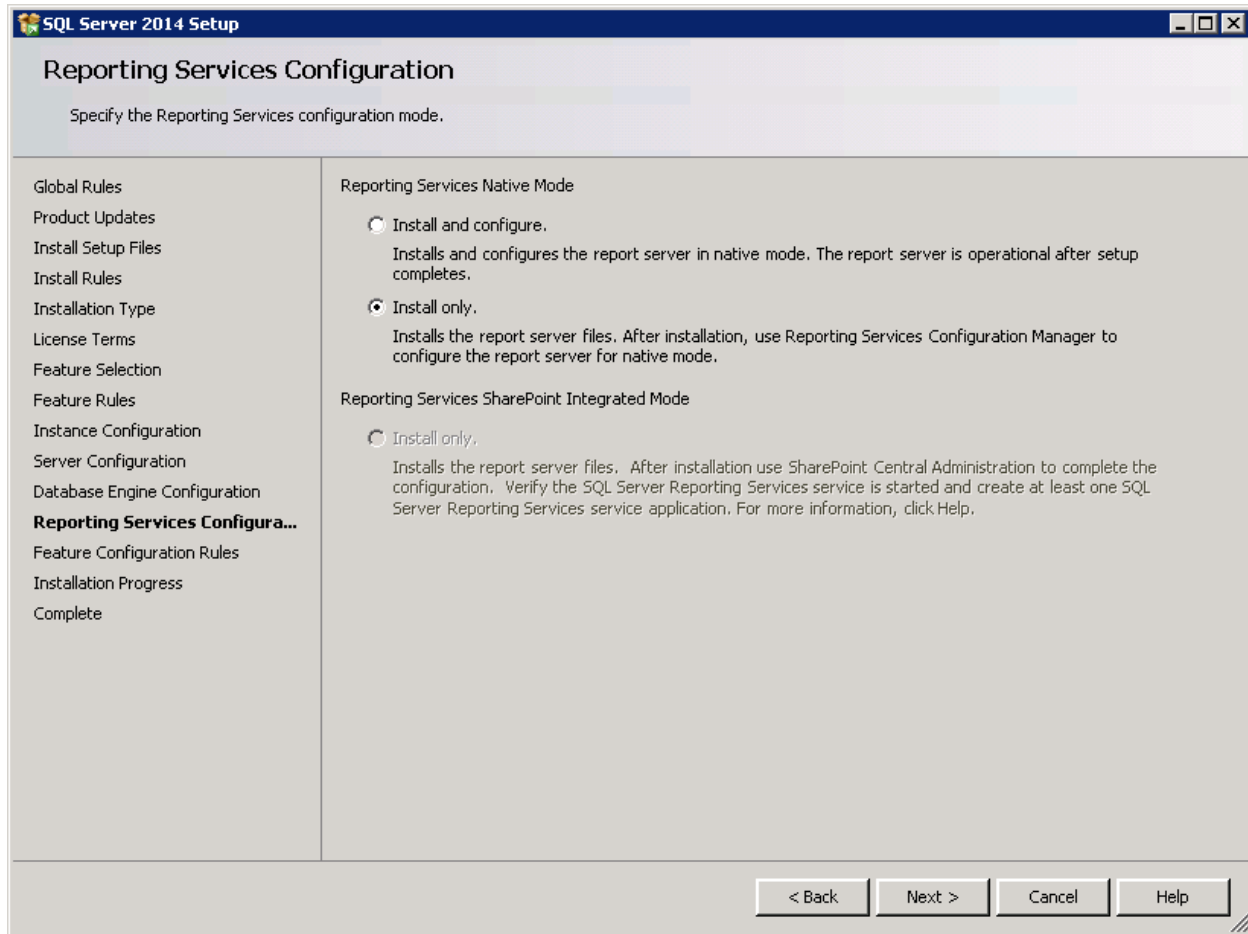 SQL Server 2014 Setup
Reporting Services Configuration
Specify the Reporting Services configuration mode.
Global Rules
Product Updates
Install Setup Files
Install Rules
Installation Type
License Terms
Feature Selection
Feature Rules
Instance Configuration
Server Configuration
Database Engine Configuration
Reporting Services Configura...
Feature Configuration Rules
Installation Progress
Complete
Reporting Services Native Mode
Install and configure.
Installs and configures the report server in native mode. The report server is operational after setup
completes.
Install only.
Installs the report server files. After installation, use Reporting Services Configuration Manager to
configure the report server for native mode.
Reporting Services SharePoint Integrated Mode
Install only.
Installs the report server files.  After installation use SharePoint Central Administration to complete the
configuration.  Verify the SQL Server Reporting Services service is started and create at least one SQL
Server Reporting Services service application. For more information, click Help.
< Back
Next >
Cancel
Help